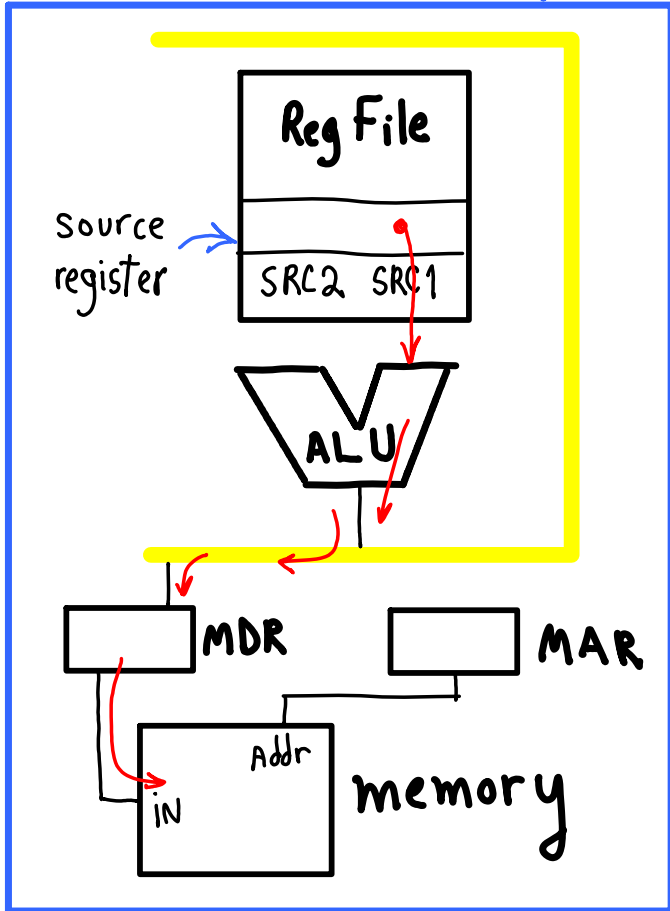 Reg File
source
register
SRC2 SRC1
ALU
MDR
MAR
Addr
iN
memory